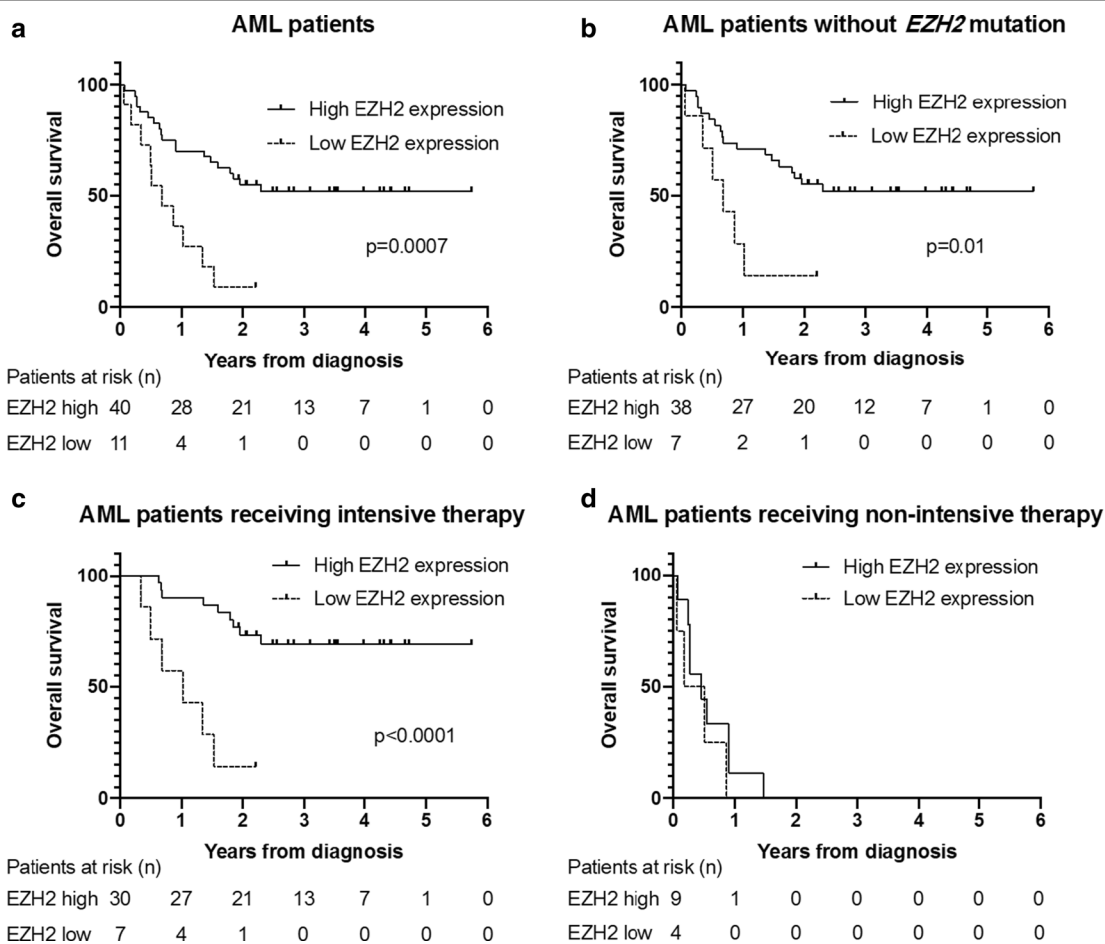 a
AML patients
High EZH2 expression
Low EZH2 expression
Overall survival
100
50
0
p=0.0007
0 1 2 3 4 5 6
Years from diagnosis
Patients at risk (n)
EZH2 high 40 28 21 13 7 1 0
EZH2 low 11 4 1 0 0 0 0
b
AML patients without EZH2 mutation
High EZH2 expression
Low EZH2 expression
Overall survival
100
50
0
p=0.01
0 1 2 3 4 5 6
Years from diagnosis
Patients at risk (n)
EZH2 high 38 27 20 12 7 1 0
EZH2 low 7 2 1 0 0 0 0
c
AML patients receiving intensive therapy
High EZH2 expression
Low EZH2 expression
Overall survival
100
50
0
p<0.0001
0 1 2 3 4 5 6
Years from diagnosis
Patients at risk (n)
EZH2 high 30 27 21 13 7 1 0
EZH2 low 7 4 1 0 0 0 0
d
AML patients receiving non-intensive therapy
High EZH2 expression
Low EZH2 expression
Overall survival
100
50
0
0 1 2 3 4 5 6
Years from diagnosis
Patients at risk (n)
EZH2 high 9 1 0 0 0 0 0
EZH2 low 4 0 0 0 0 0 0